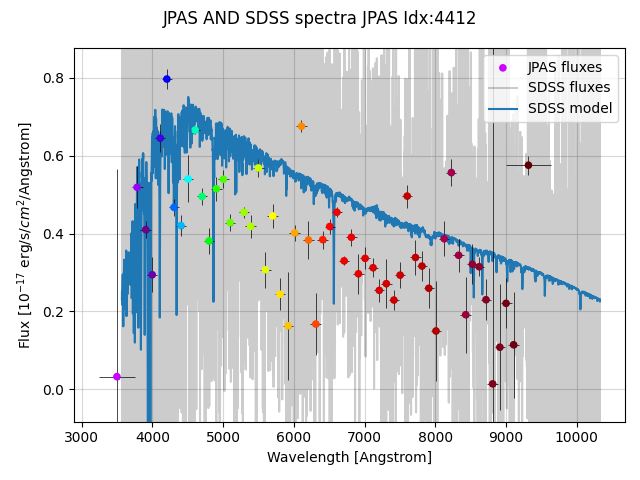 JPAS AND SDSS spectra JPAS Idx:4412
JPAS fluxes
SDSS fluxes
SDSS model
Flux [10⁻¹⁷ erg/s/cm²/Angstrom]
0.8
0.6
0.4
0.2
0.0
3000 4000 5000 6000 7000 8000 9000 10000
Wavelength [Angstrom]